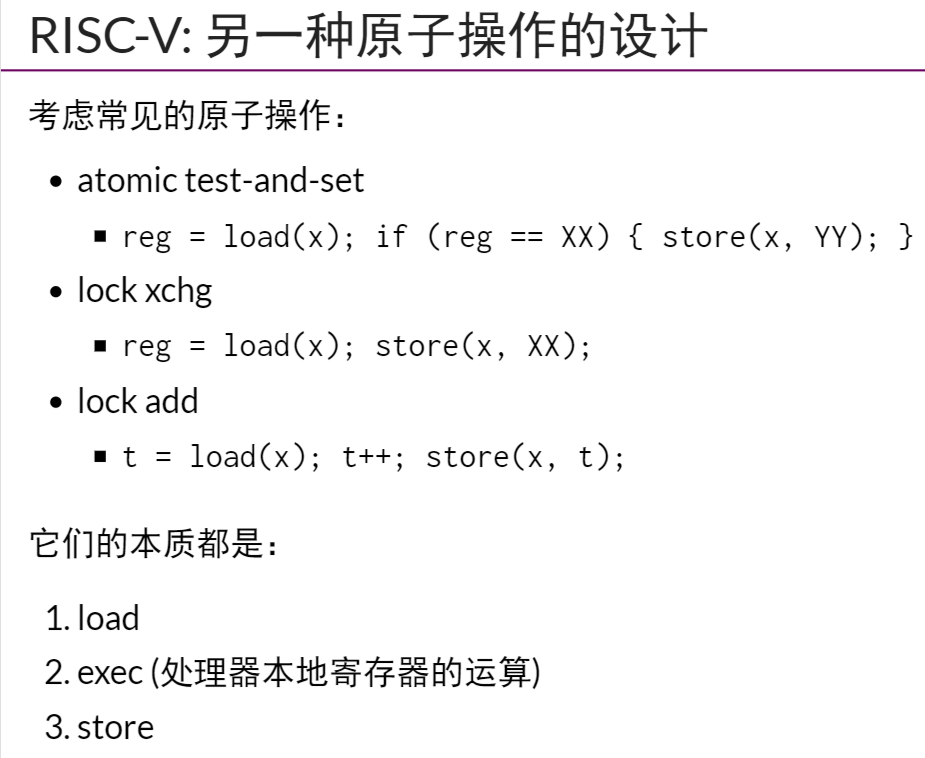 RISC-V: 另一种原子操作的设计
考虑常见的原子操作：
• atomic test-and-set
▪ reg = load(x); if (reg == XX) { store(x, YY); }
• lock xchg
▪ reg = load(x); store(x, XX);
• lock add
▪ t = load(x); t++; store(x, t);
它们的本质都是：
1. load
2. exec (处理器本地寄存器的运算)
3. store